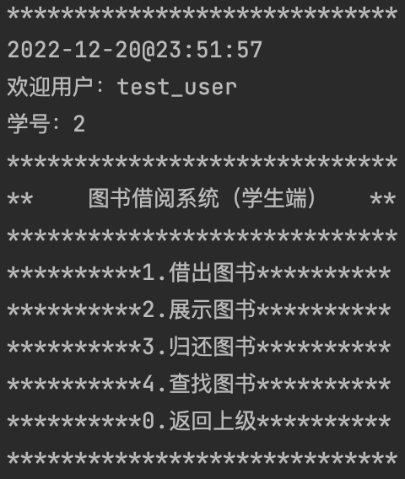 *****************************
2022-12-20@23:51:57
欢迎用户：test_user
学号：2
*****************************
**    图书借阅系统（学生端）    **
*****************************
**********1.借出图书**********
**********2.展示图书**********
**********3.归还图书**********
**********4.查找图书**********
**********0.返回上级**********
*****************************